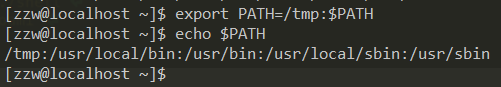 [zzw@localhost ~]$ export PATH=/tmp:$PATH
[zzw@localhost ~]$ echo $PATH
/tmp:/usr/local/bin:/usr/bin:/usr/local/sbin:/usr/sbin
[zzw@localhost ~]$